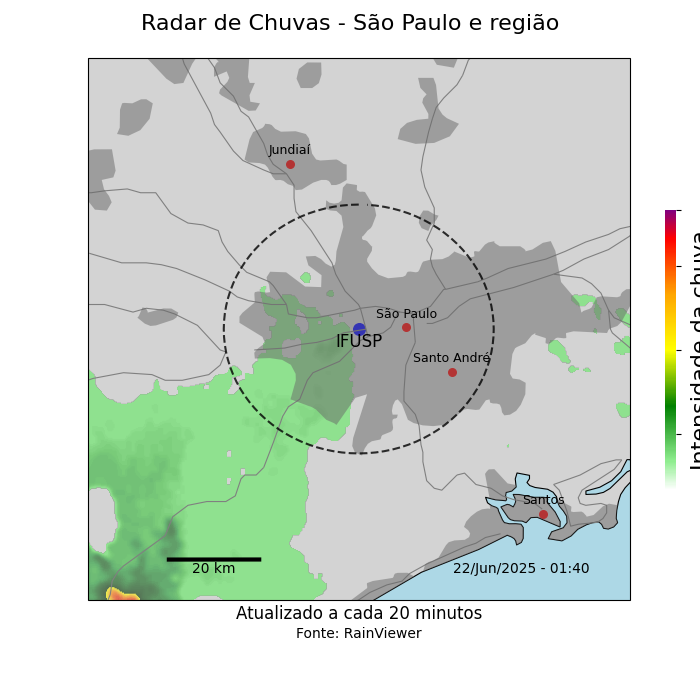 Radar de Chuvas - São Paulo e região
Jundiaí
São Paulo
IFUSP
Santo André
Intensidade da chuva
Santos
20 km
22/Jun/2025 - 01:40
Atualizado a cada 20 minutos
Fonte: RainViewer